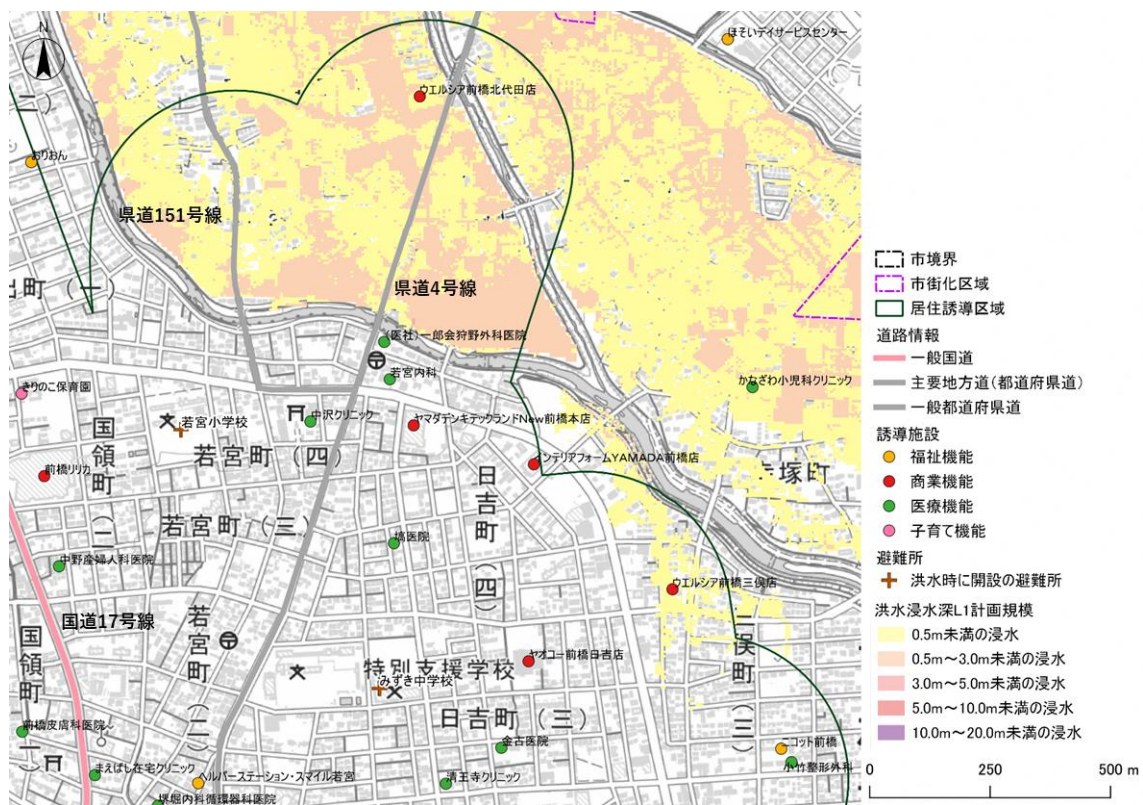 N
ほそいデイサービスセンター
ウエルシア前橋北代田店
おりおん
県道151号線
県道4号線
(医社)一郎会狩野外科医院
若宮内科
かなざわ小児科クリニック
きりのこ保育園
若宮小学校
中沢クリニック
ヤマダデンキテックランドNew前橋本店
国領町(二)
若宮町(四)
インテリアフォームYAMADA前橋店
前橋リリカ
日吉町(四)
若宮町(三)
塙医院
中野産婦人科医院
ウエルシア前橋三俣店
国道17号線
若宮町(二)
三俣町(三)
ヤオコー前橋日吉店
特別支援学校
みずき中学校
日吉町(三)
前橋皮膚科医院
金古医院
ニコット前橋
小竹整形外科
まえばし在宅クリニック
ヘルパーステーション・スマイル若宮
清王寺クリニック
堺堀内科循環器科医院
市境界
市街化区域
居住誘導区域
道路情報
一般国道
主要地方道(都道府県道)
一般都道府県道
誘導施設
福祉機能
商業機能
医療機能
子育て機能
避難所
洪水時に開設の避難所
洪水浸水深L1計画規模
0.5m未満の浸水
0.5m～3.0m未満の浸水
3.0m～5.0m未満の浸水
5.0m～10.0m未満の浸水
10.0m～20.0m未満の浸水
0 250 500 m